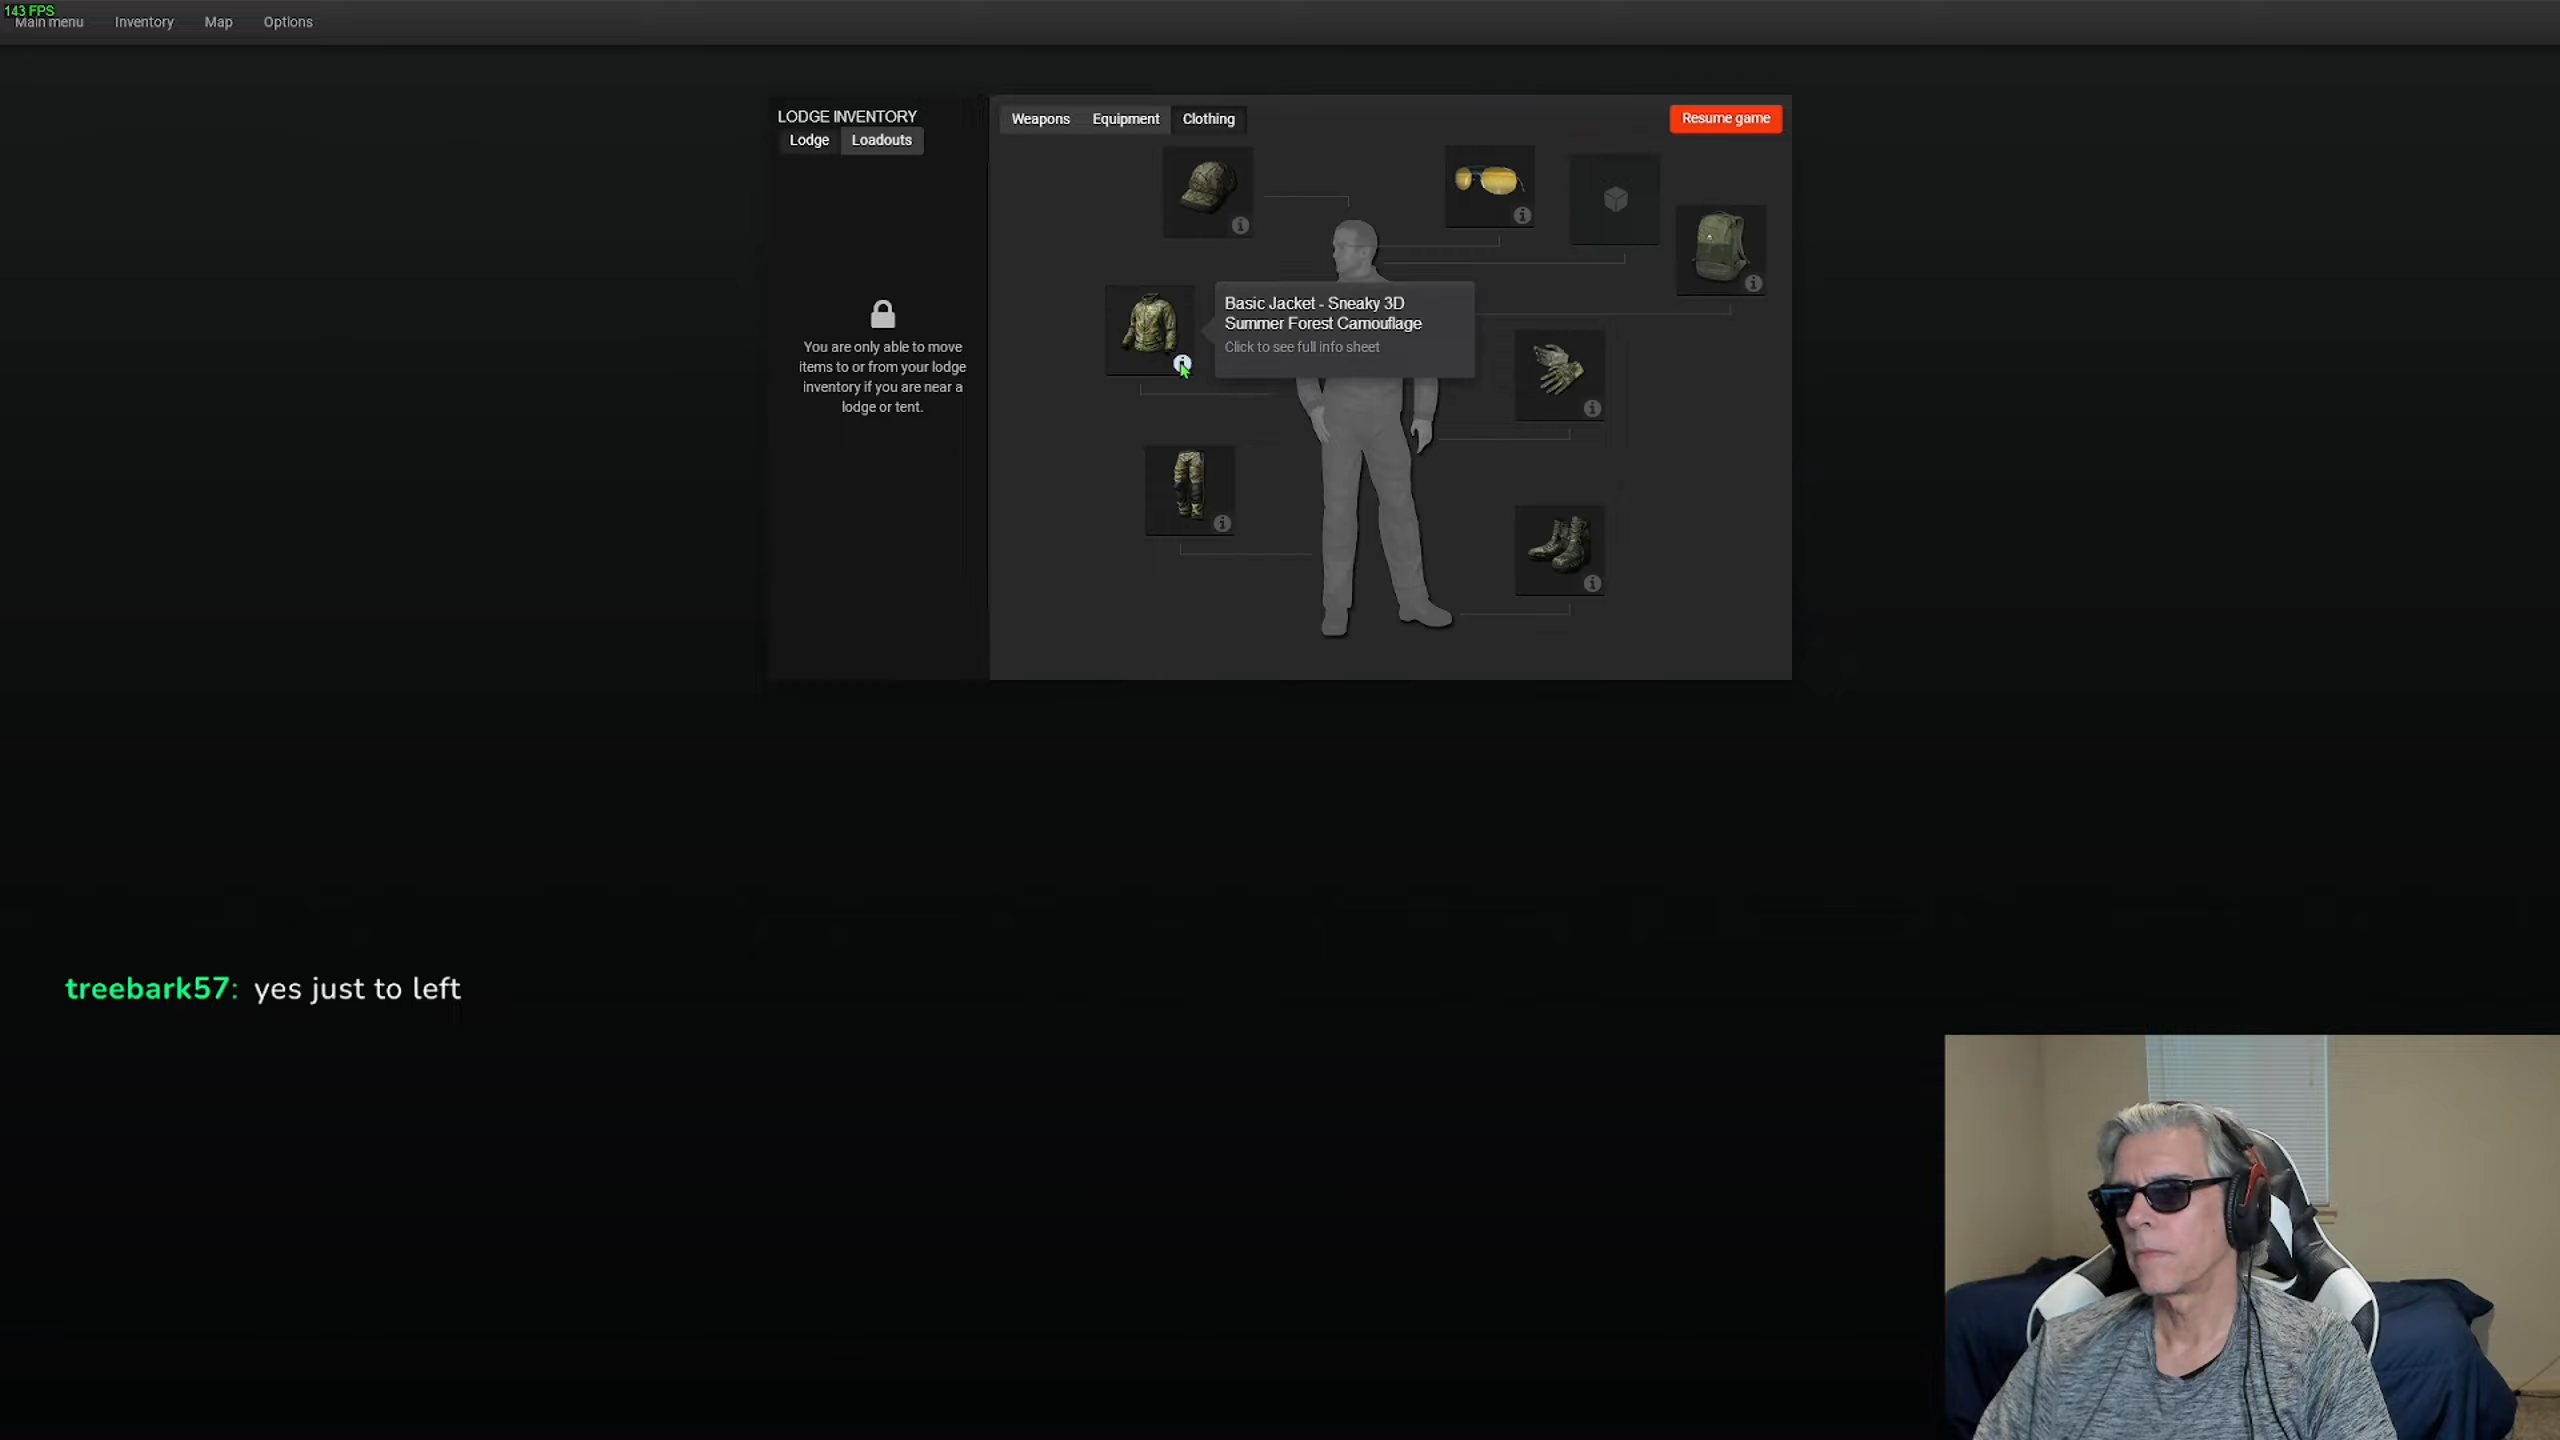 143 FPS
Main menu Inventory Map Options
LODGE INVENTORY
Lodge Loadouts
Weapons Equipment Clothing
Resume game
You are only able to move
items to or from your lodge
inventory if you are near a
lodge or tent.
Basic Jacket - Sneaky 3D
Summer Forest Camouflage
Click to see full info sheet
treebark57: yes just to left